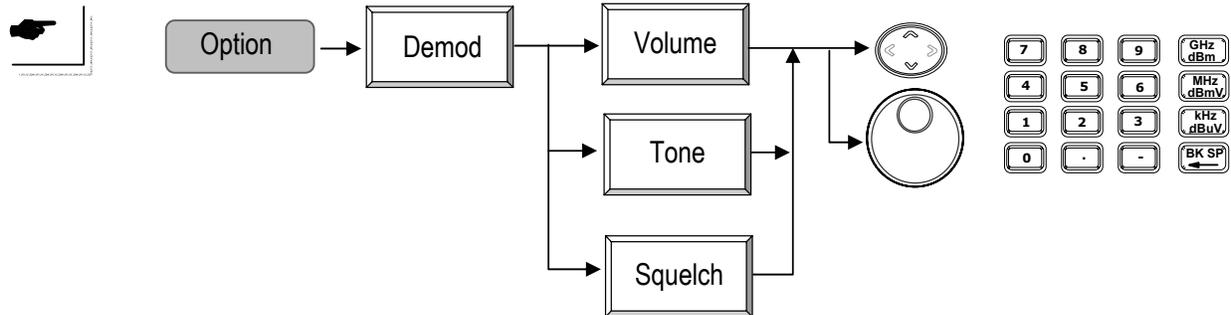 Option
Demod
Volume
Tone
Squelch
7 8 9 GHz
dBm
4 5 6 MHz
dBmV
1 2 3 kHz
dBuV
0 . - BK SP